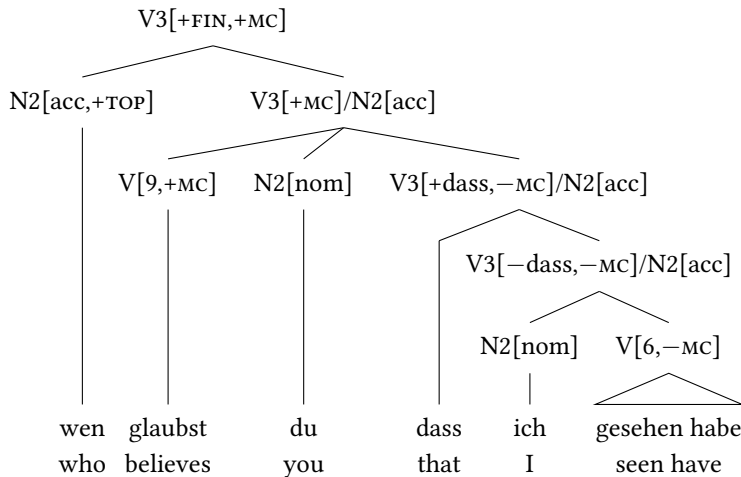 V3[+FIN,+MC]
N2[acc,+TOP] V3[+MC]/N2[acc]
V[9,+MC] N2[nom] V3[+dass,−MC]/N2[acc]
V3[−dass,−MC]/N2[acc]
N2[nom] V[6,−MC]
wen glaubst du dass ich gesehen habe
who believes you that I seen have